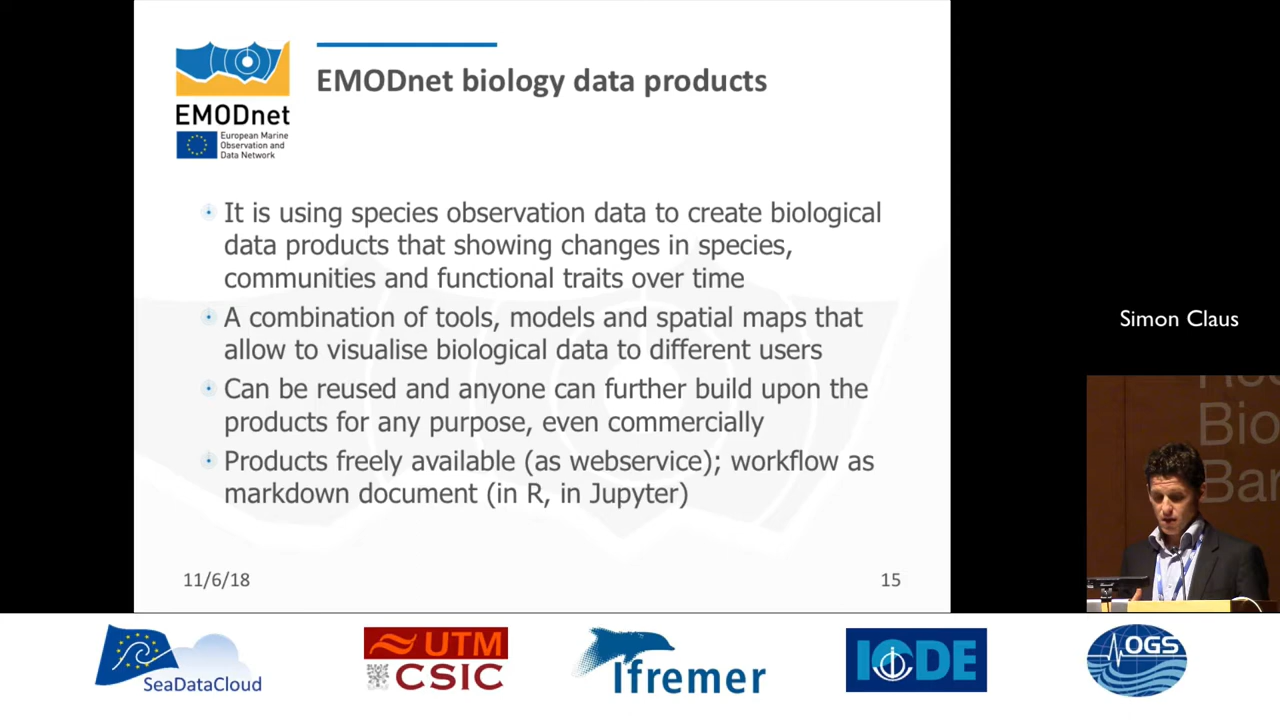 EMODnet biology data products
EMODnet
European Marine
Observation and
Data Network
It is using species observation data to create biological
data products that showing changes in species,
communities and functional traits over time
A combination of tools, models and spatial maps that
allow to visualise biological data to different users
Can be reused and anyone can further build upon the
products for any purpose, even commercially
Products freely available (as webservice); workflow as
markdown document (in R, in Jupyter)
11/6/18
15
Simon Claus
Bio
SeaDataCloud
UTM
CSIC
Ifremer
IODE
OGS